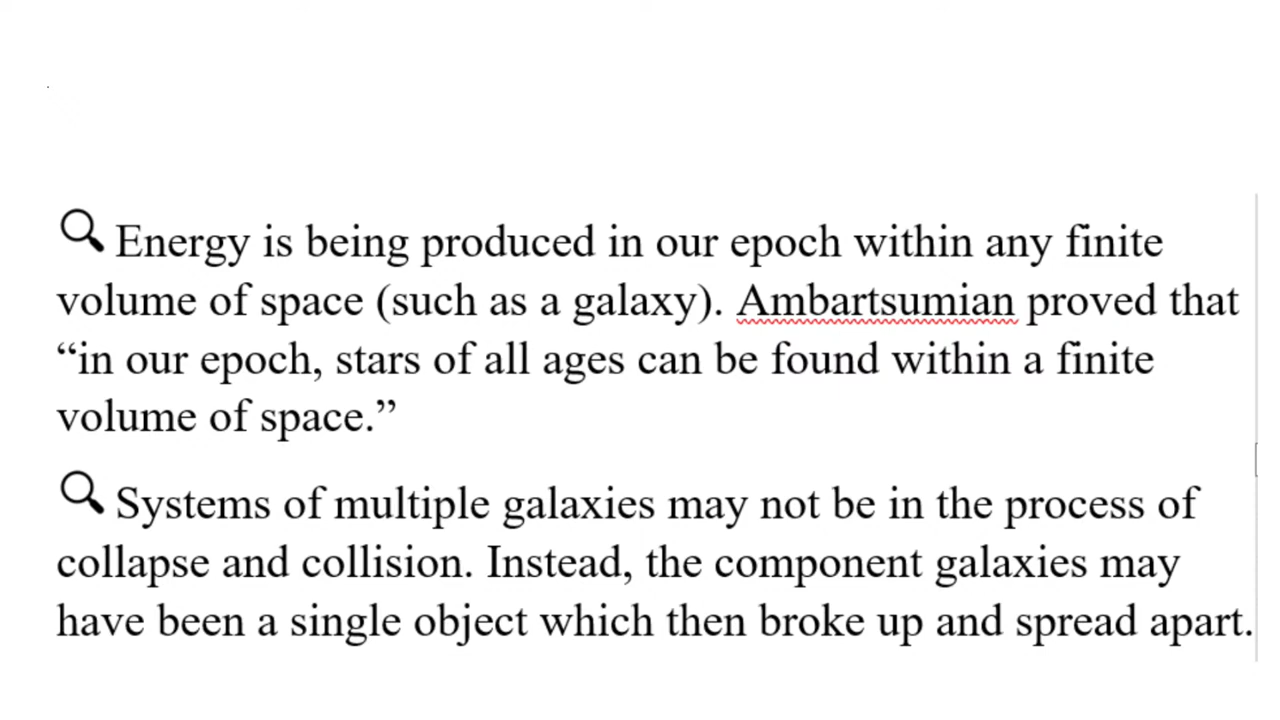 Energy is being produced in our epoch within any finite
volume of space (such as a galaxy). Ambartsumian proved that
“in our epoch, stars of all ages can be found within a finite
volume of space.”
Systems of multiple galaxies may not be in the process of
collapse and collision. Instead, the component galaxies may
have been a single object which then broke up and spread apart.